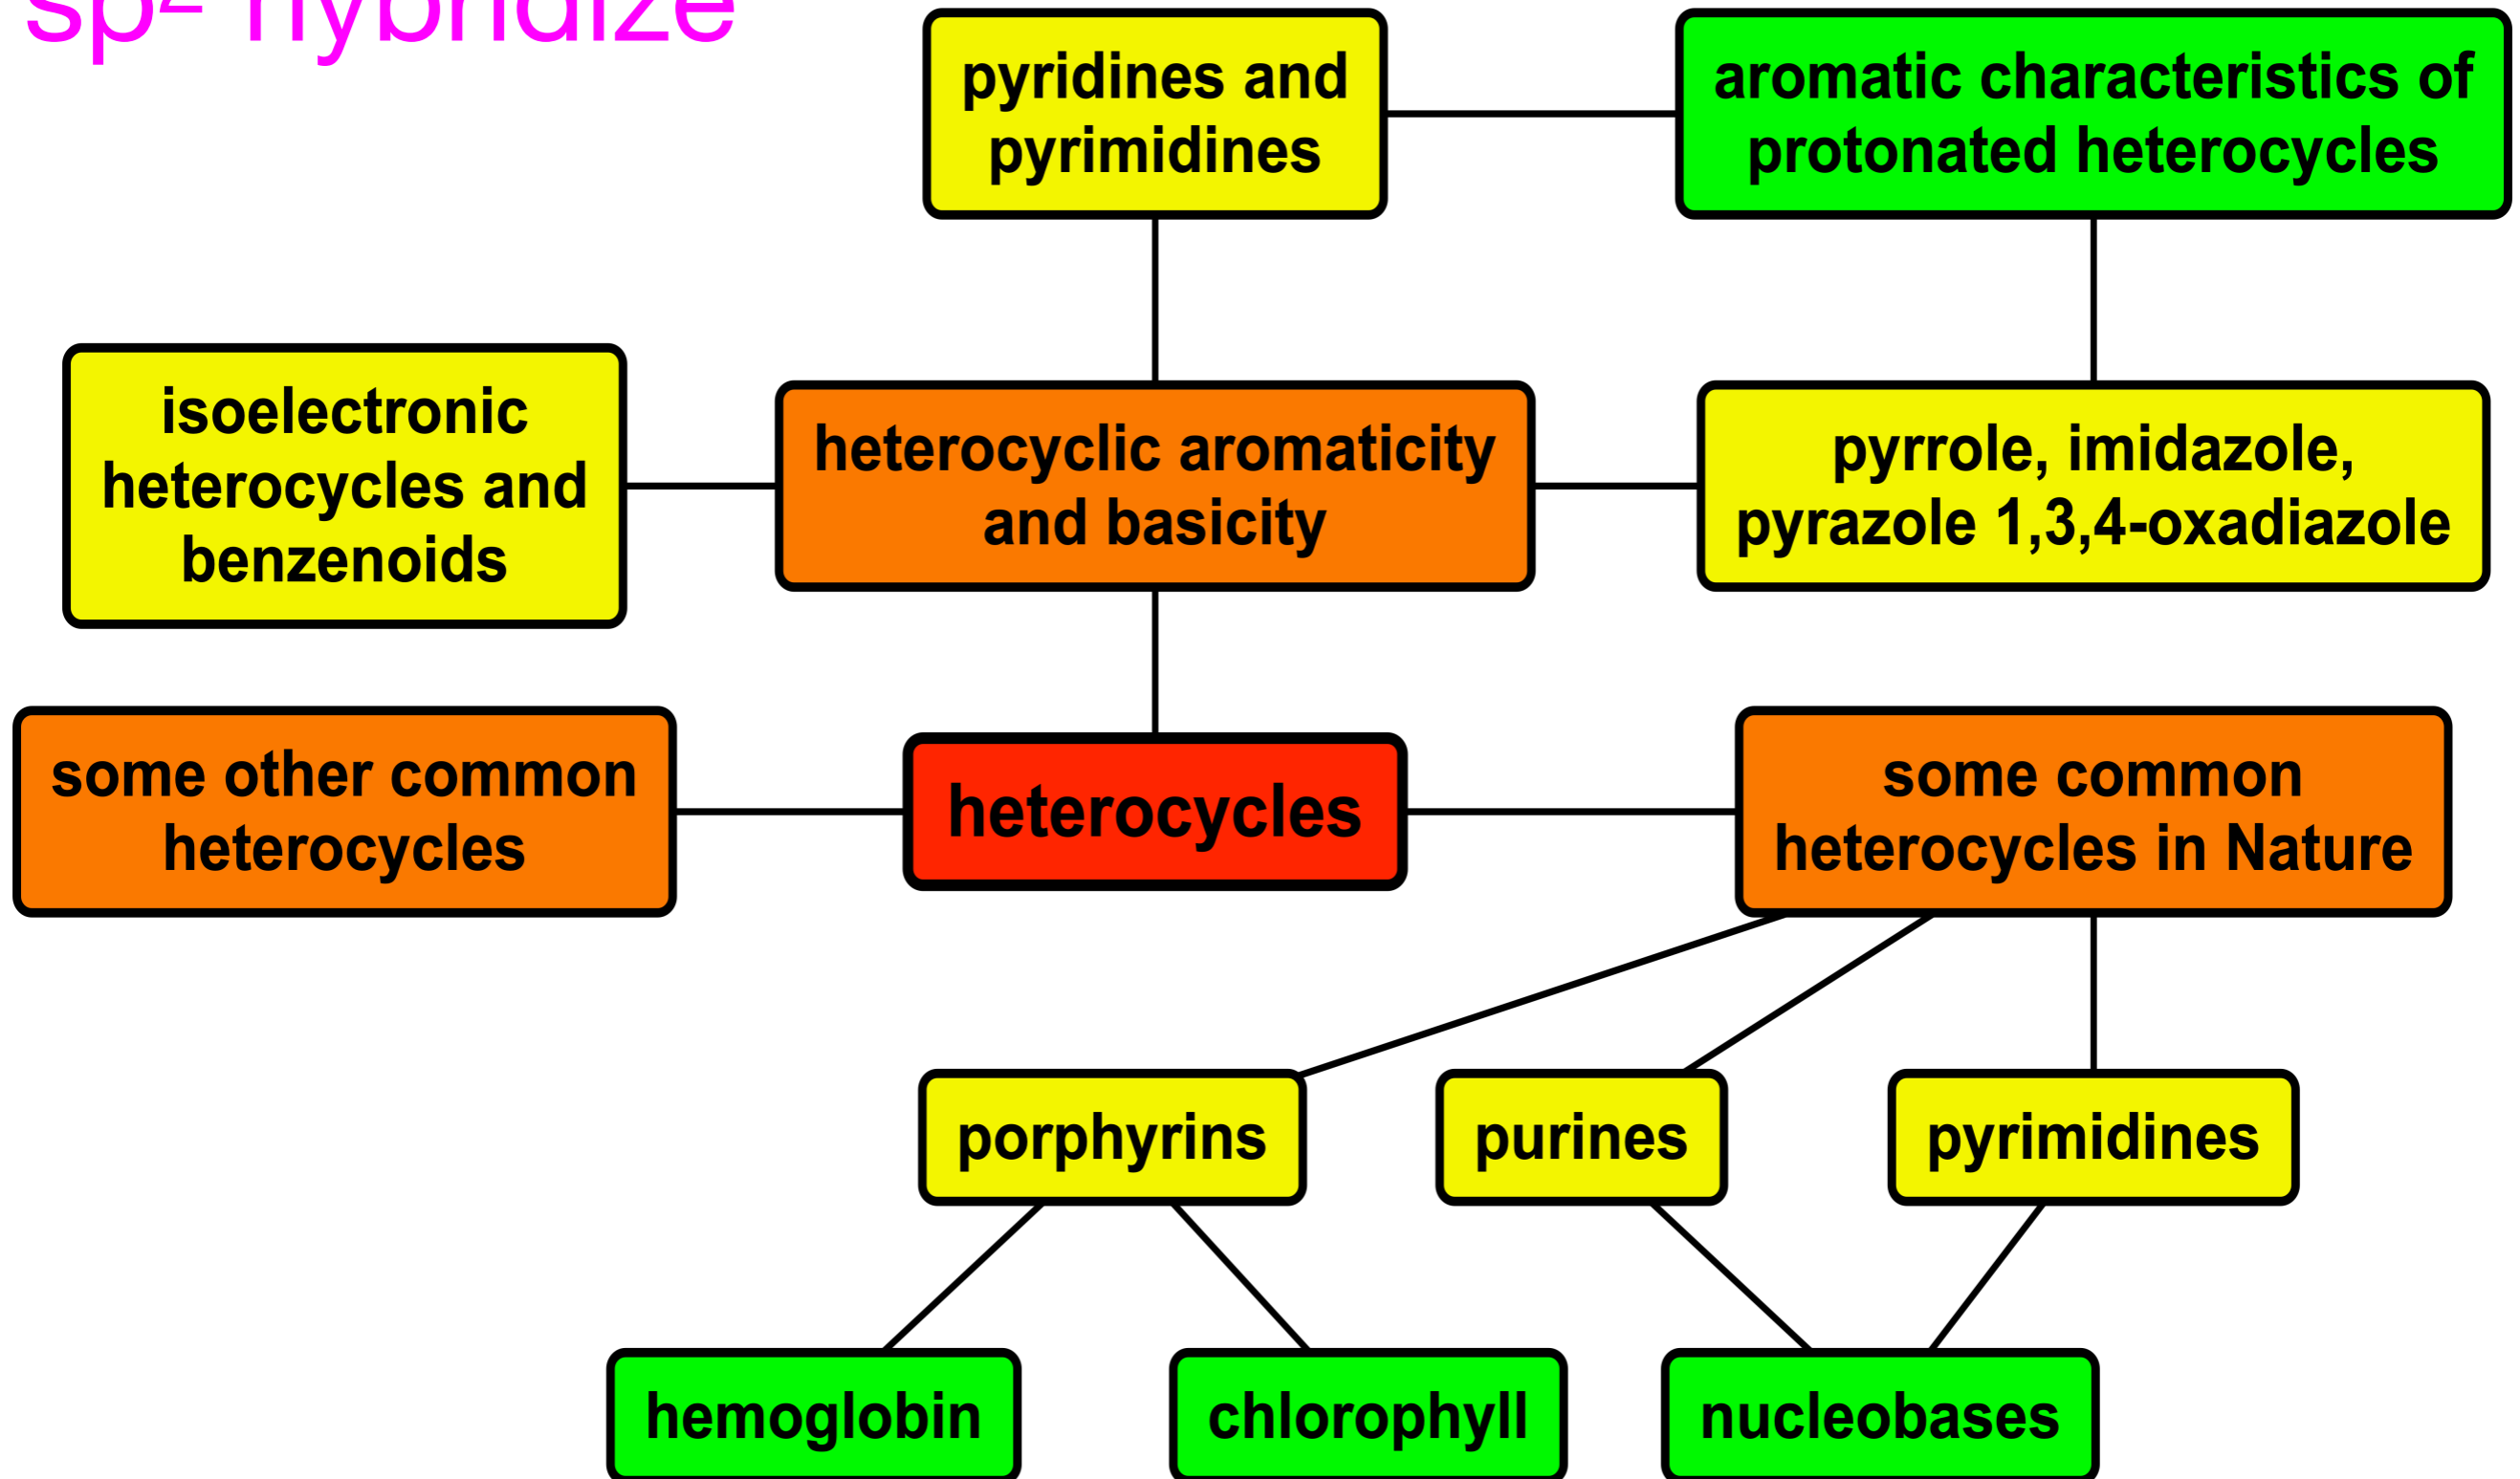 sp2 hybridize
pyridines and
pyrimidines
aromatic characteristics of
protonated heterocycles
isoelectronic
heterocycles and
benzenoids
heterocyclic aromaticity
and basicity
pyrrole, imidazole,
pyrazole 1,3,4-oxadiazole
some other common
heterocycles
heterocycles
some common
heterocycles in Nature
porphyrins
purines
pyrimidines
hemoglobin
chlorophyll
nucleobases